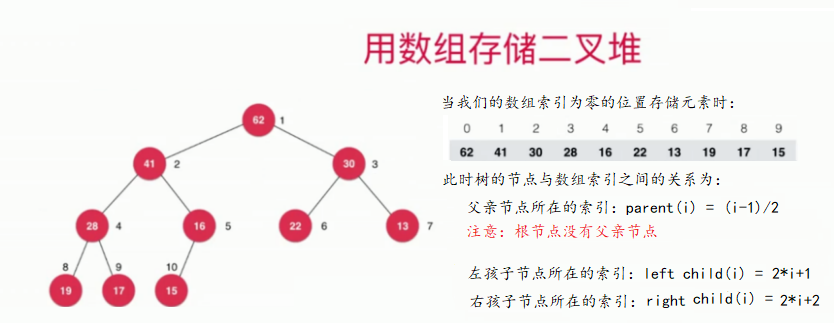 用数组存储二叉堆
62 1
41 2
30 3
28 4
16 5
22 6
13 7
8 9 10
19 17 15
当我们的数组索引为零的位置存储元素时:
0 1 2 3 4 5 6 7 8 9
62 41 30 28 16 22 13 19 17 15
此时树的节点与数组索引之间的关系为:
父亲节点所在的索引: parent(i) = (i-1)/2
注意: 根节点没有父亲节点
左孩子节点所在的索引: left child(i) = 2*i+1
右孩子节点所在的索引: right child(i) = 2*i+2